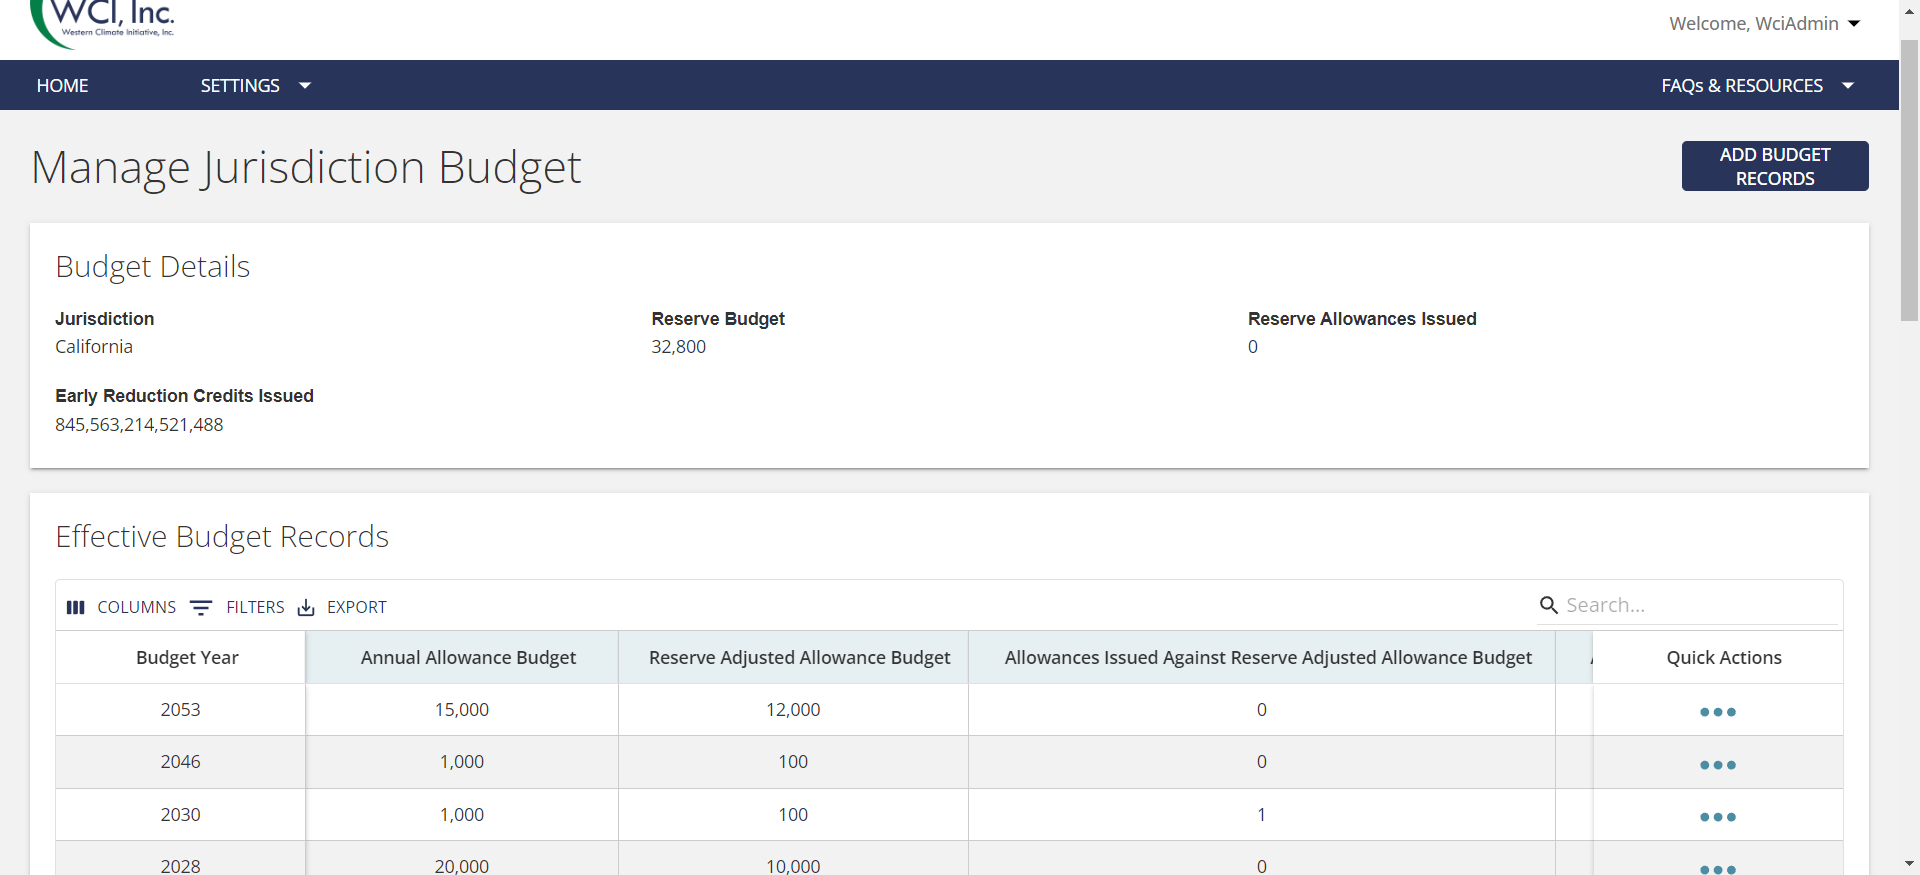 WCI, Inc.
Western Climate Initiative, Inc.
Welcome, WciAdmin
HOME
SETTINGS
FAQs & RESOURCES
Manage Jurisdiction Budget
ADD BUDGET
RECORDS
Budget Details
Jurisdiction
California
Reserve Budget
32,800
Reserve Allowances Issued
0
Early Reduction Credits Issued
845,563,214,521,488
Effective Budget Records
COLUMNS
FILTERS
EXPORT
Search...
Budget Year Annual Allowance Budget Reserve Adjusted Allowance Budget Allowances Issued Against Reserve Adjusted Allowance Budget Quick Actions
2053 15,000 12,000 0
2046 1,000 100 0
2030 1,000 100 1
2028 20,000 10,000 0